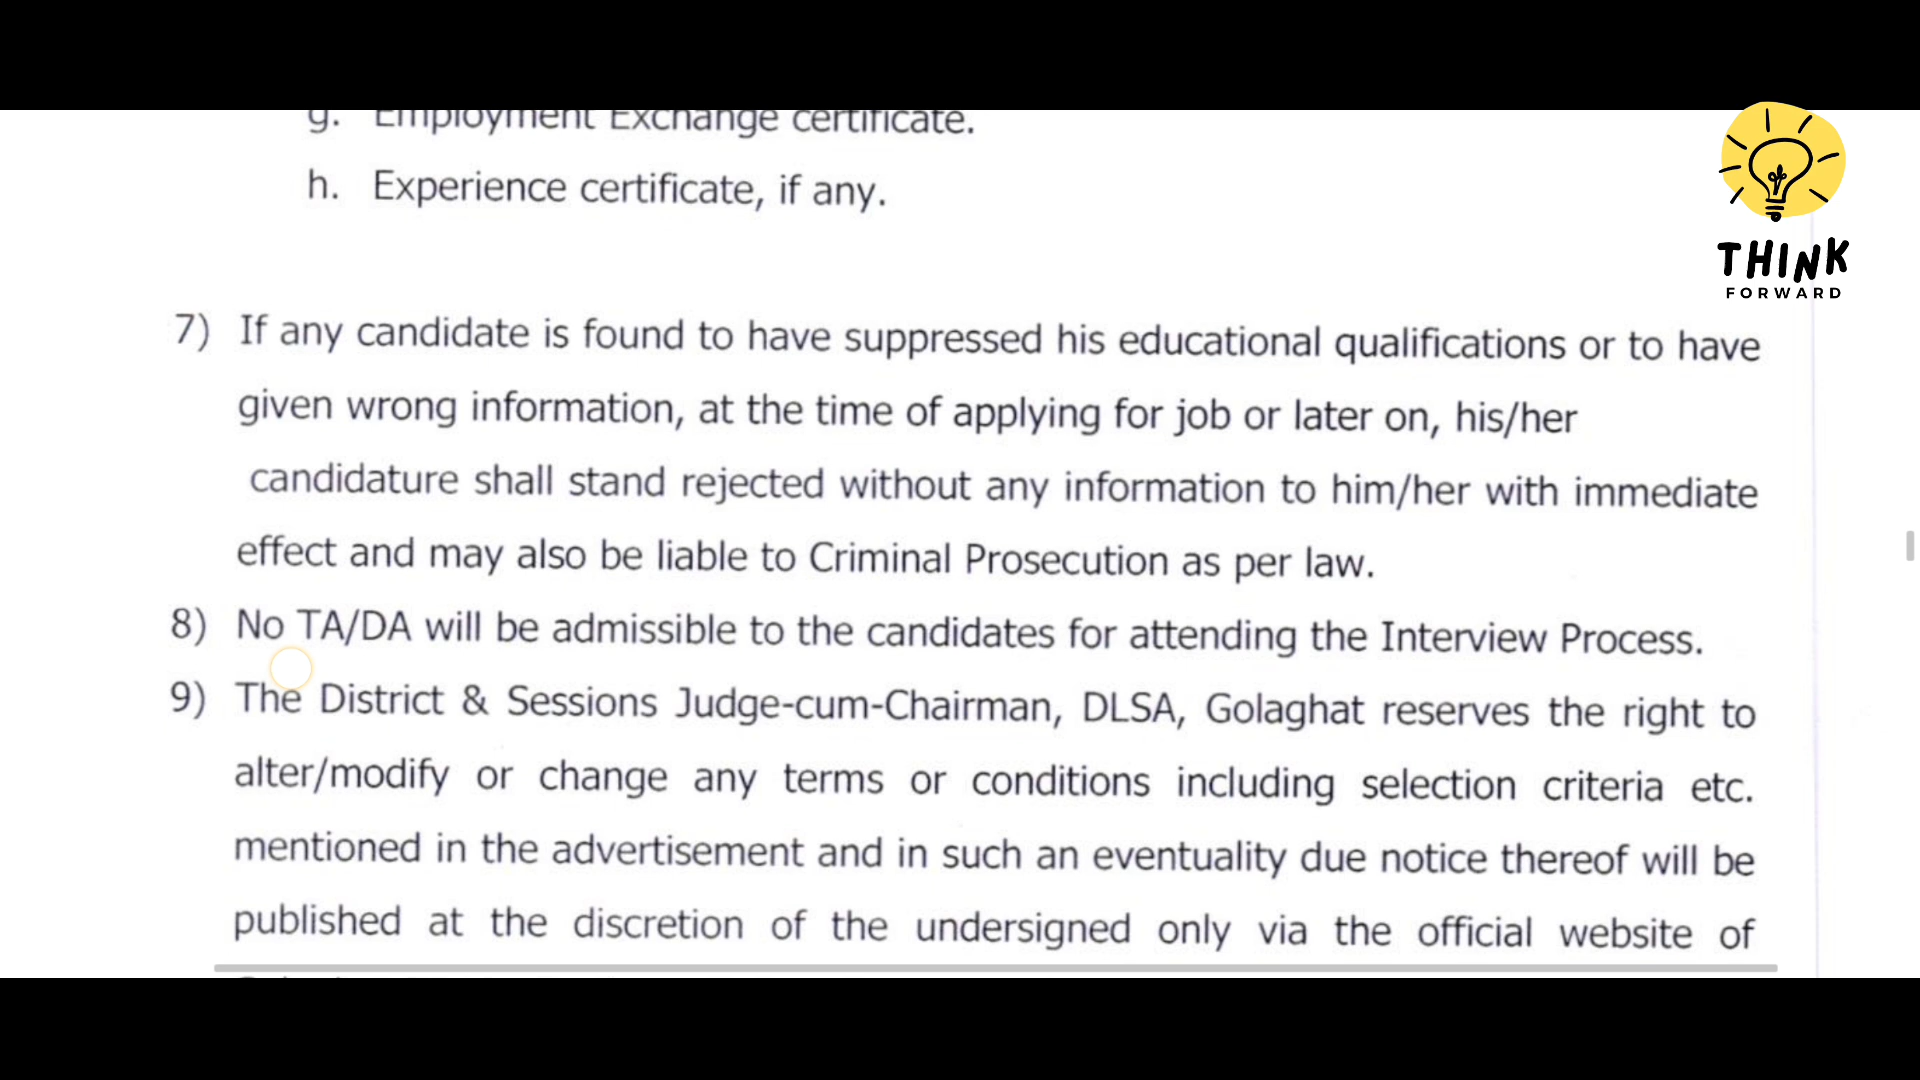 g. Employment Exchange certificate.
h. Experience certificate, if any.
THINK
FORWARD
7) If any candidate is found to have suppressed his educational qualifications or to have
given wrong information, at the time of applying for job or later on, his/her
candidature shall stand rejected without any information to him/her with immediate
effect and may also be liable to Criminal Prosecution as per law.
8) No TA/DA will be admissible to the candidates for attending the Interview Process.
9) The District & Sessions Judge-cum-Chairman, DLSA, Golaghat reserves the right to
alter/modify or change any terms or conditions including selection criteria etc.
mentioned in the advertisement and in such an eventuality due notice thereof will be
published at the discretion of the undersigned only via the official website of